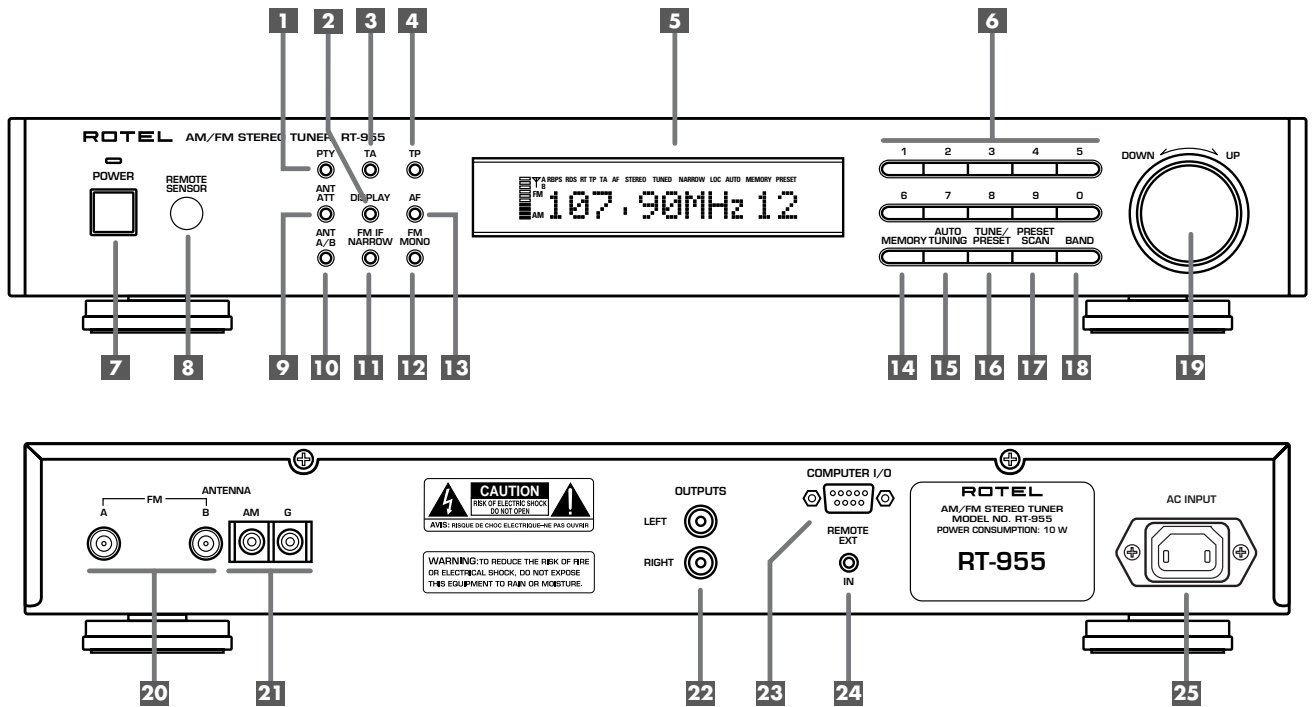 1 2 3 4 5 6
ROTEL AM/FM STEREO TUNER RT-955
POWER
REMOTE
SENSOR
PTY TA TP
ANT
ATT
DISPLAY AF
ANT
A/B
FM IF
NARROW
FM
MONO
A RBPS RDS RT TP TA AF STEREO TUNED NARROW LOC AUTO MEMORY PRESET
B
FM
AM 107.90MHz 12
1 2 3 4 5
6 7 8 9 0
MEMORY
AUTO
TUNING
TUNE/
PRESET
PRESET
SCAN
BAND
DOWN UP
7 8 9 10 11 12 13 14 15 16 17 18 19
ANTENNA
FM
A B AM G
CAUTION
RISK OF ELECTRIC SHOCK
DO NOT OPEN
AVIS: RISQUE DE CHOC ELECTRIQUE–NE PAS OUVRIR
WARNING: TO REDUCE THE RISK OF FIRE
OR ELECTRICAL SHOCK, DO NOT EXPOSE
THIS EQUIPMENT TO RAIN OR MOISTURE.
OUTPUTS
LEFT
RIGHT
COMPUTER I/O
REMOTE
EXT
IN
ROTEL
AM/FM STEREO TUNER
MODEL NO. RT-955
POWER CONSUMPTION: 10 W
RT-955
AC INPUT
20 21 22 23 24 25